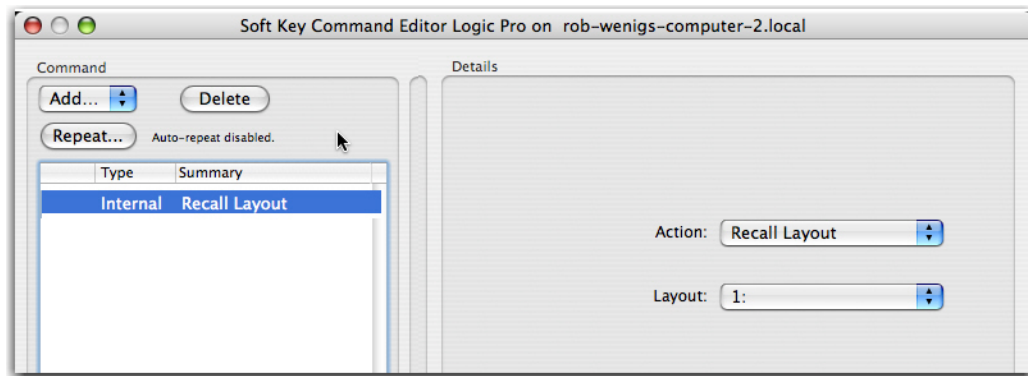 Soft Key Command Editor Logic Pro on rob-wenigs-computer-2.local
Command
Add...
Delete
Repeat...
Auto-repeat disabled.
Type
Summary
Internal
Recall Layout
Details
Action:
Recall Layout
Layout:
1: